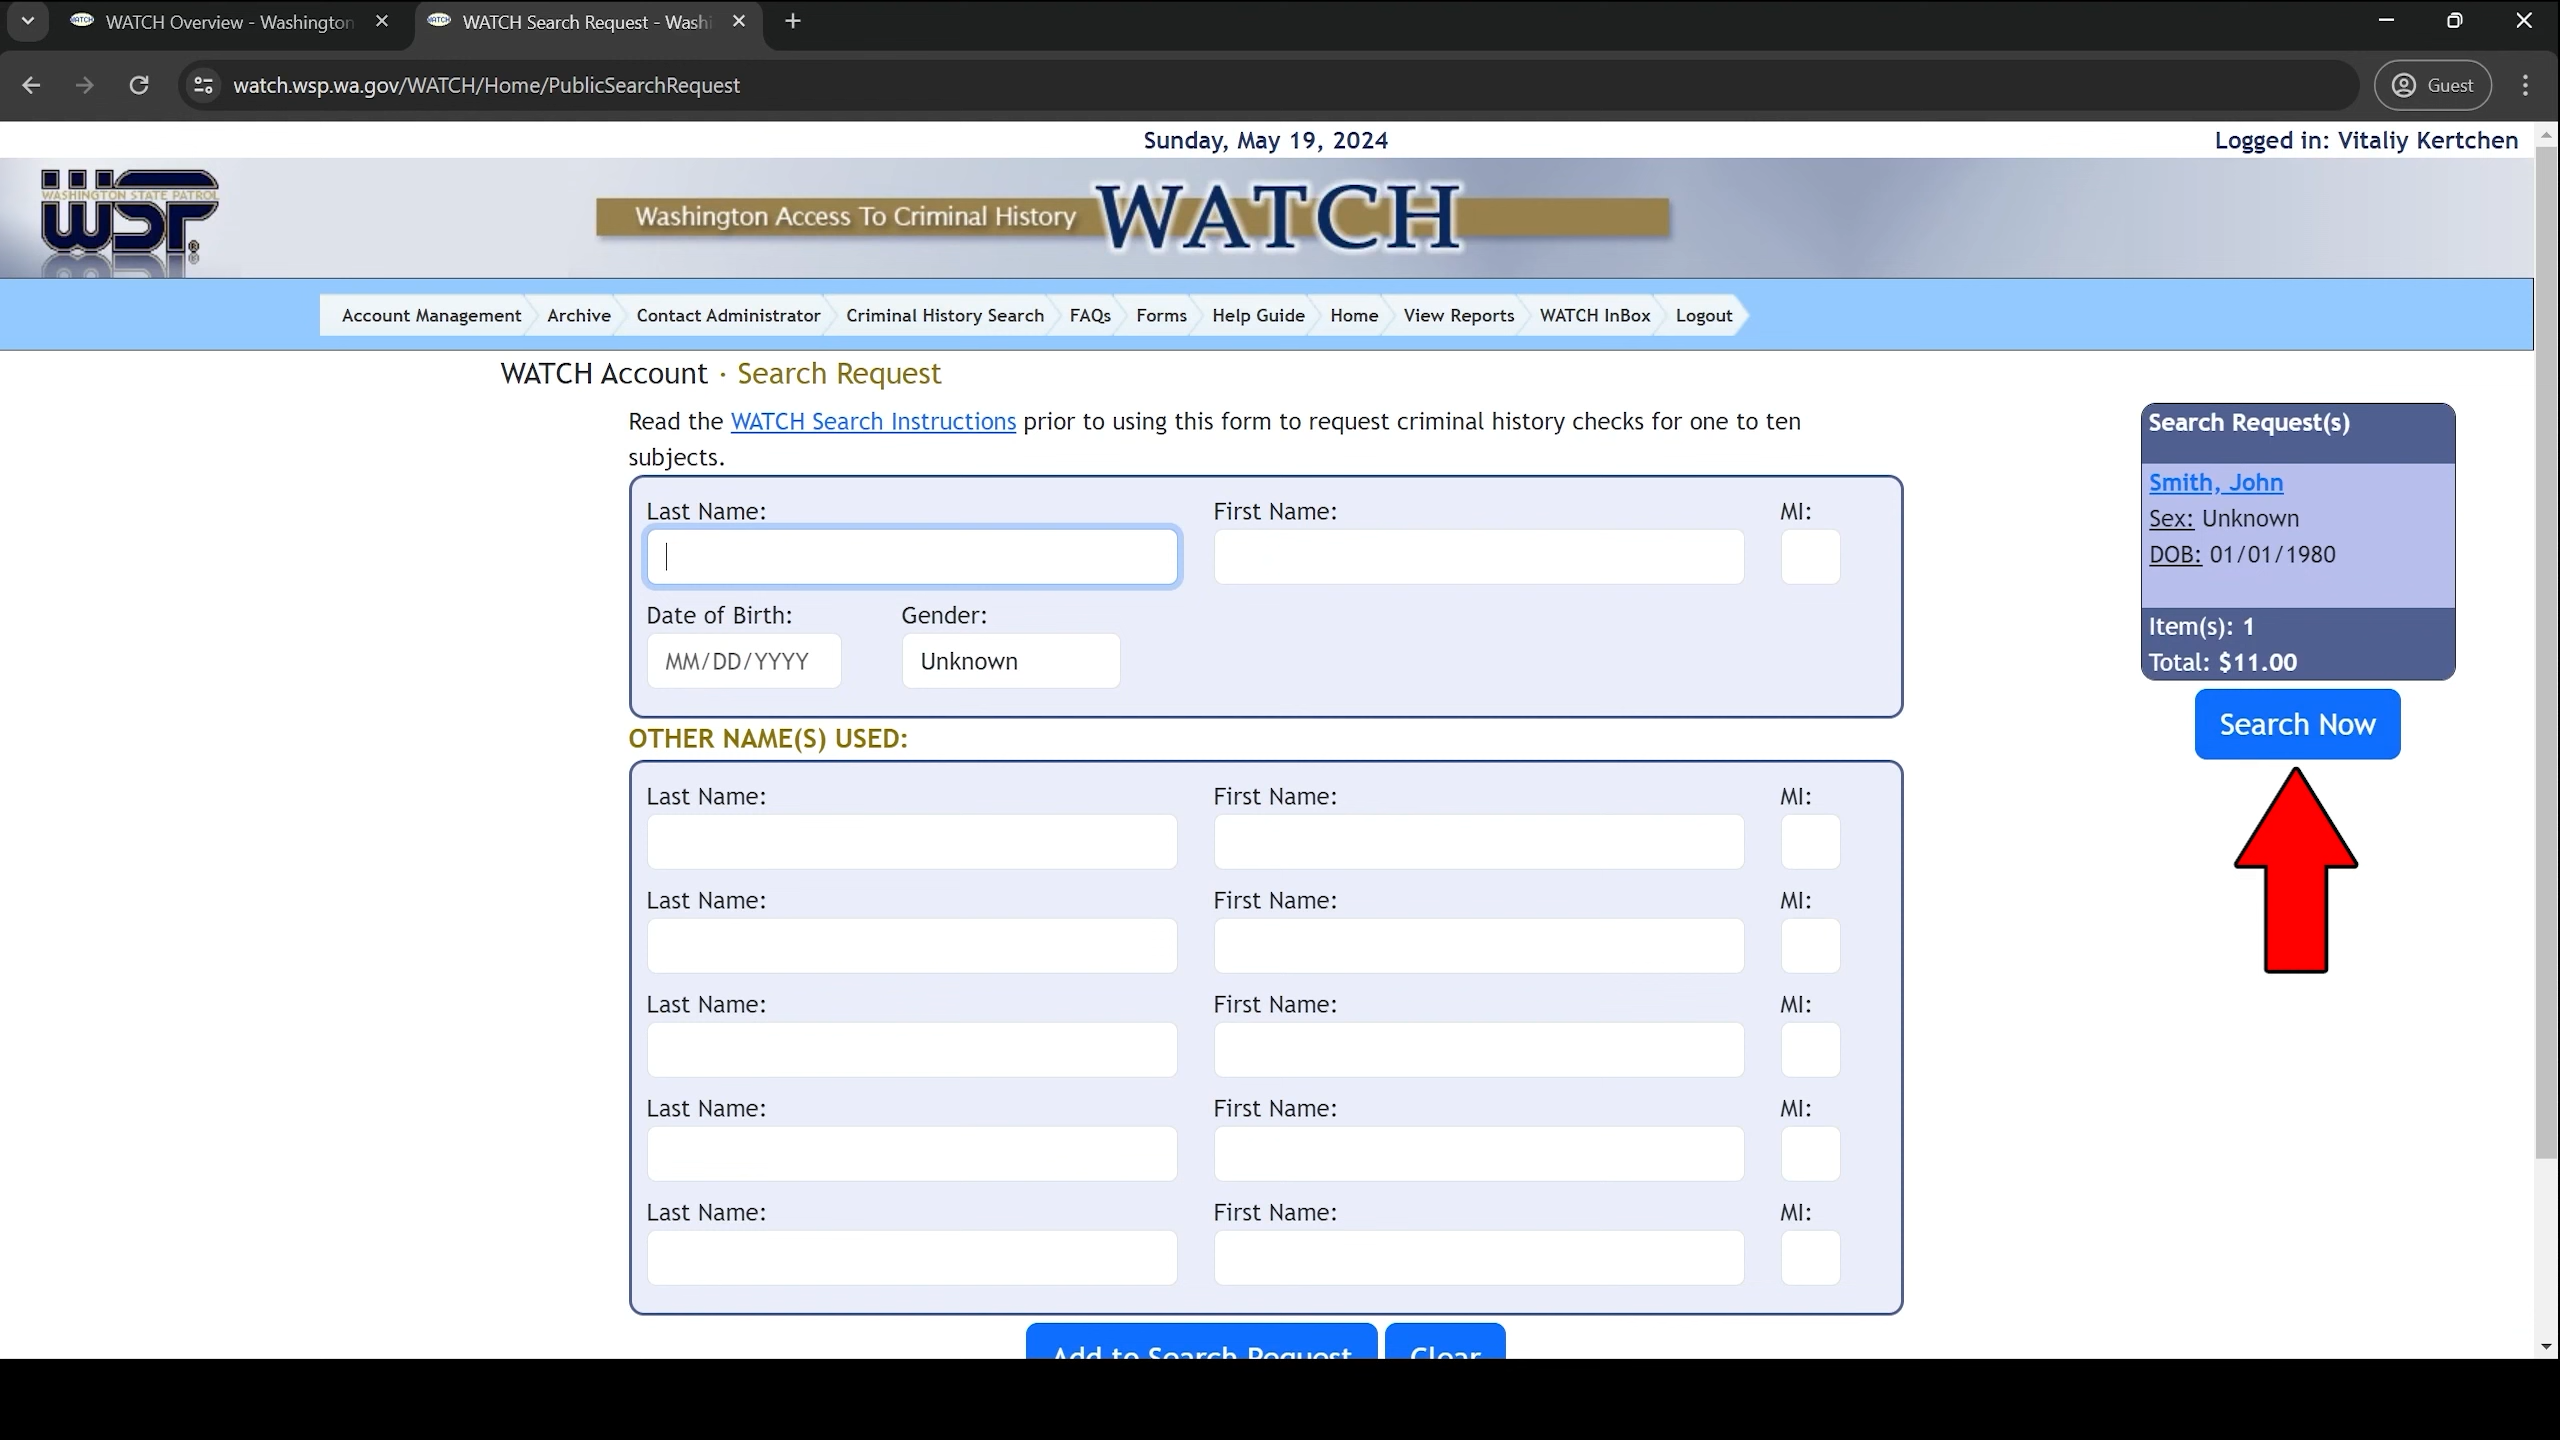 WATCH Overview - Washington
WATCH Search Request - Washi
watch.wsp.wa.gov/WATCH/Home/PublicSearchRequest
Guest
Sunday, May 19, 2024
Logged in: Vitaliy Kertchen
WASHINGTON STATE PATROL
WSP®
Washington Access To Criminal History
WATCH
Account Management
Archive
Contact Administrator
Criminal History Search
FAQs
Forms
Help Guide
Home
View Reports
WATCH InBox
Logout
WATCH Account · Search Request
Read the WATCH Search Instructions prior to using this form to request criminal history checks for one to ten
subjects.
Last Name: First Name: MI:
Date of Birth: Gender:
MM/DD/YYYY Unknown
OTHER NAME(S) USED:
Last Name: First Name: MI:
Last Name: First Name: MI:
Last Name: First Name: MI:
Last Name: First Name: MI:
Last Name: First Name: MI:
Add to Search Request Clear
Search Request(s)
Smith, John
Sex: Unknown
DOB: 01/01/1980
Item(s): 1
Total: $11.00
Search Now